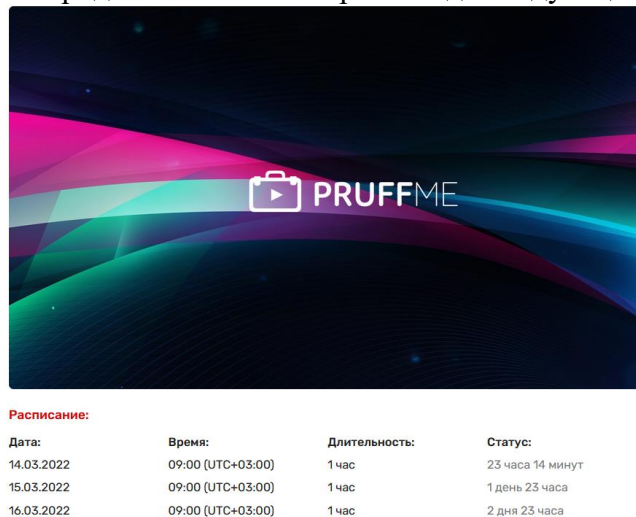 PRUFFME
Расписание:
Дата: Время: Длительность: Статус:
14.03.2022 09:00 (UTC+03:00) 1 час 23 часа 14 минут
15.03.2022 09:00 (UTC+03:00) 1 час 1 день 23 часа
16.03.2022 09:00 (UTC+03:00) 1 час 2 дня 23 часа